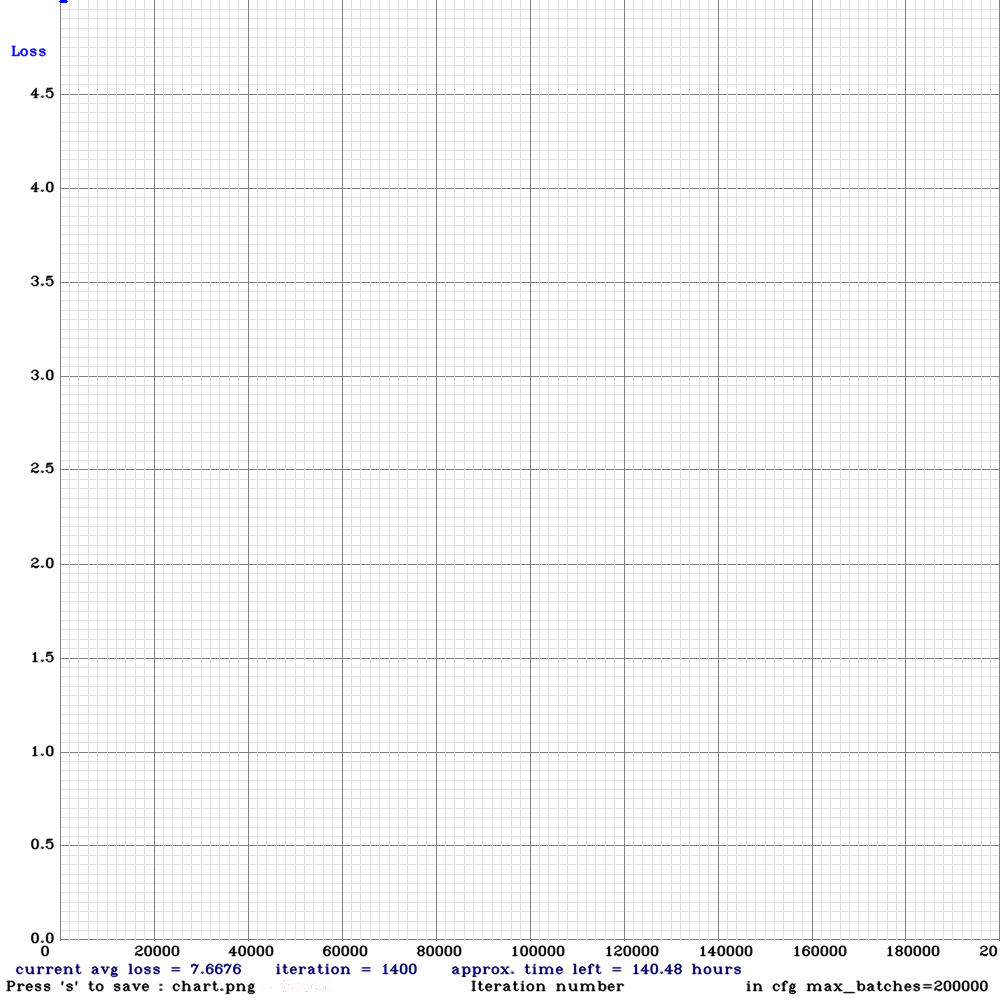 Loss
4.5
4.0
3.5
3.0
2.5
2.0
1.5
1.0
0.5
0.0
0 20000 40000 60000 80000 100000 120000 140000 160000 180000 20
current avg loss = 7.6676 iteration = 1400 approx. time left = 140.48 hours
Press 's' to save : chart.png Iteration number in cfg max_batches=200000